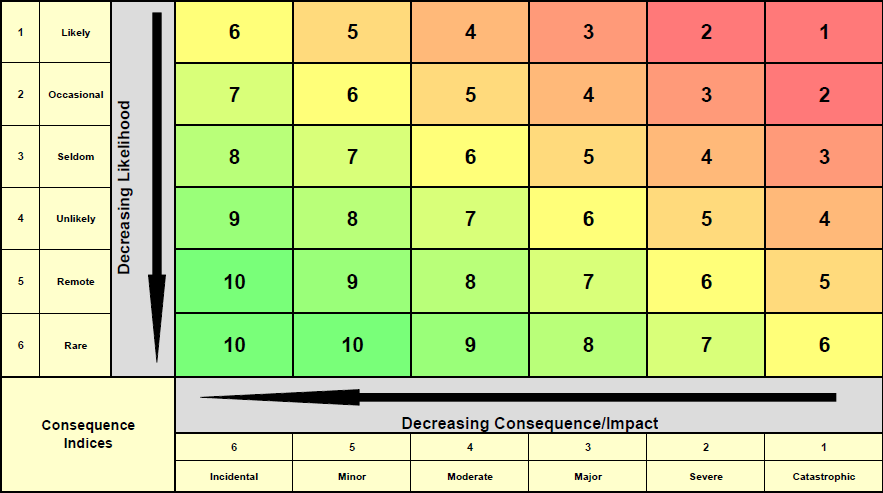 1 Likely 6 5 4 3 2 1
2 Occasional 7 6 5 4 3 2
3 Seldom 8 7 6 5 4 3
4 Unlikely 9 8 7 6 5 4
5 Remote 10 9 8 7 6 5
6 Rare 10 10 9 8 7 6
Decreasing Likelihood
Consequence
Indices
Decreasing Consequence/Impact
6 5 4 3 2 1
Incidental Minor Moderate Major Severe Catastrophic